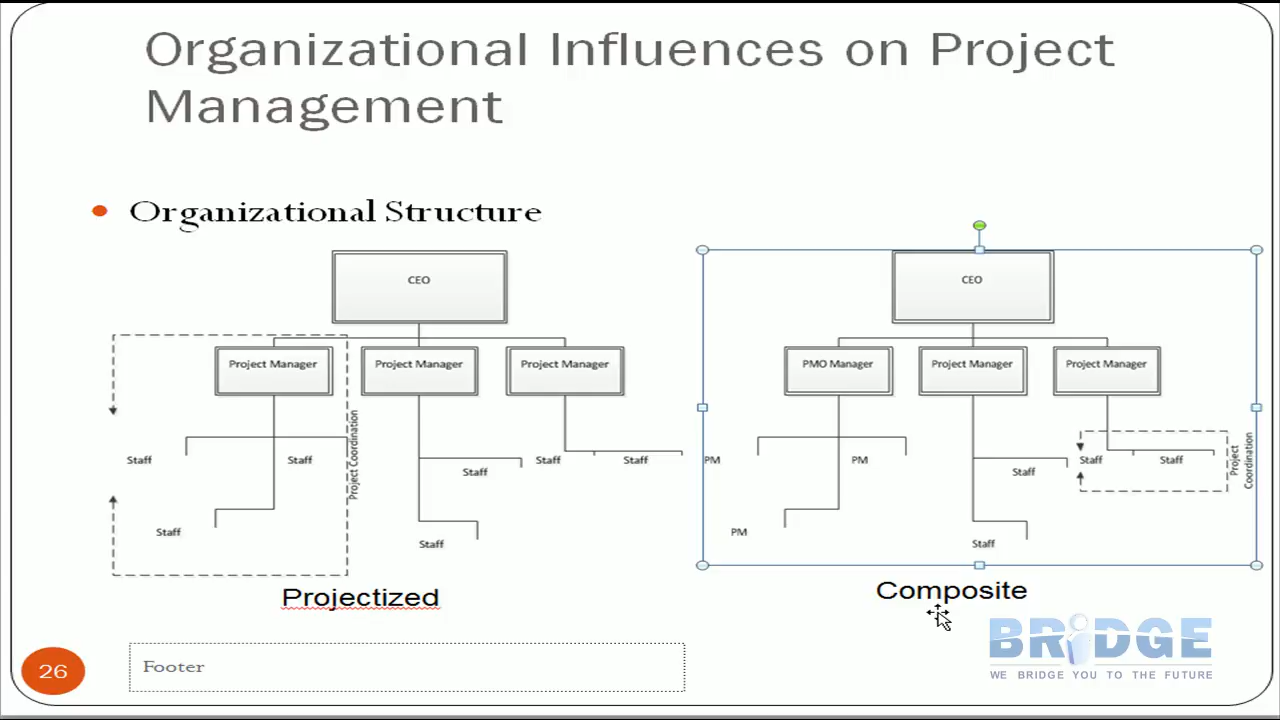 Organizational Influences on Project
Management
Organizational Structure
CEO
Project Manager
Project Manager
Project Manager
Project Coordination
Staff
Staff
Staff
Staff
Staff
Staff
Staff
Projectized
CEO
PMO Manager
Project Manager
Project Manager
PM
PM
PM
Staff
Staff
Staff
Staff
Project
Coordination
Composite
26
Footer
BRIDGE
WE BRIDGE YOU TO THE FUTURE